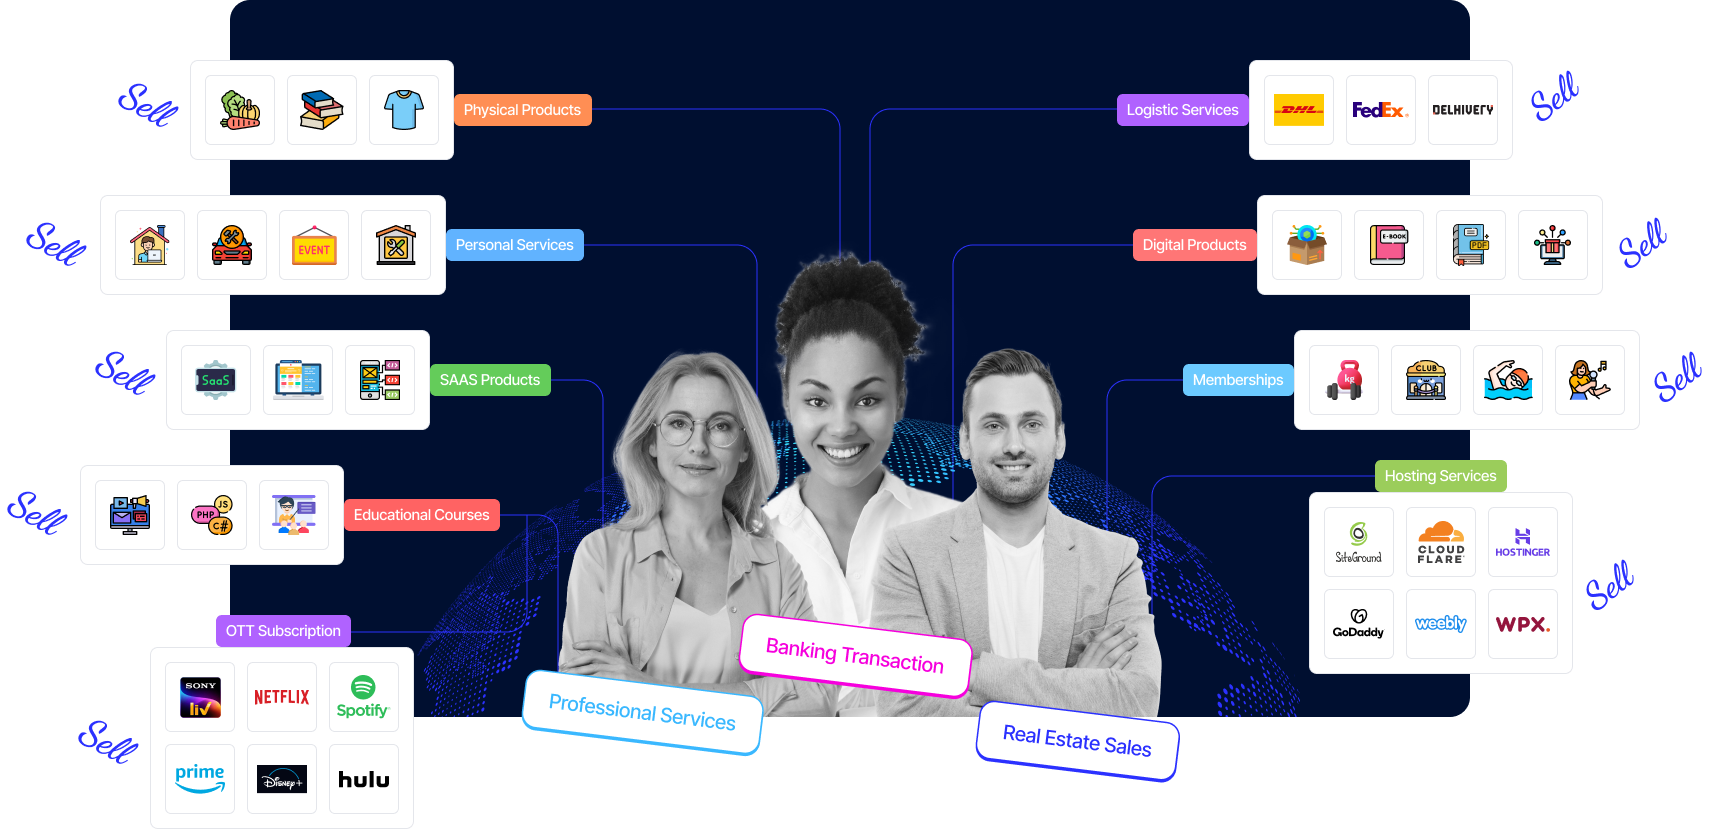 Sell
Physical Products
Logistic Services
DHL
FedEx
DELHIVERY
Sell
Sell
EVENT
Personal Services
Digital Products
E-BOOK
PDF
Sell
Sell
SaaS
SAAS Products
Memberships
kg
CLUB
Sell
Sell
PHP
JS
C#
Educational Courses
Hosting Services
SiteGround
CLOUD
FLARE
HOSTINGER
GoDaddy
weebly
WPX.
Sell
OTT Subscription
SONY
liv
NETFLIX
Spotify
prime
Disney+
hulu
Sell
Banking Transaction
Professional Services
Real Estate Sales